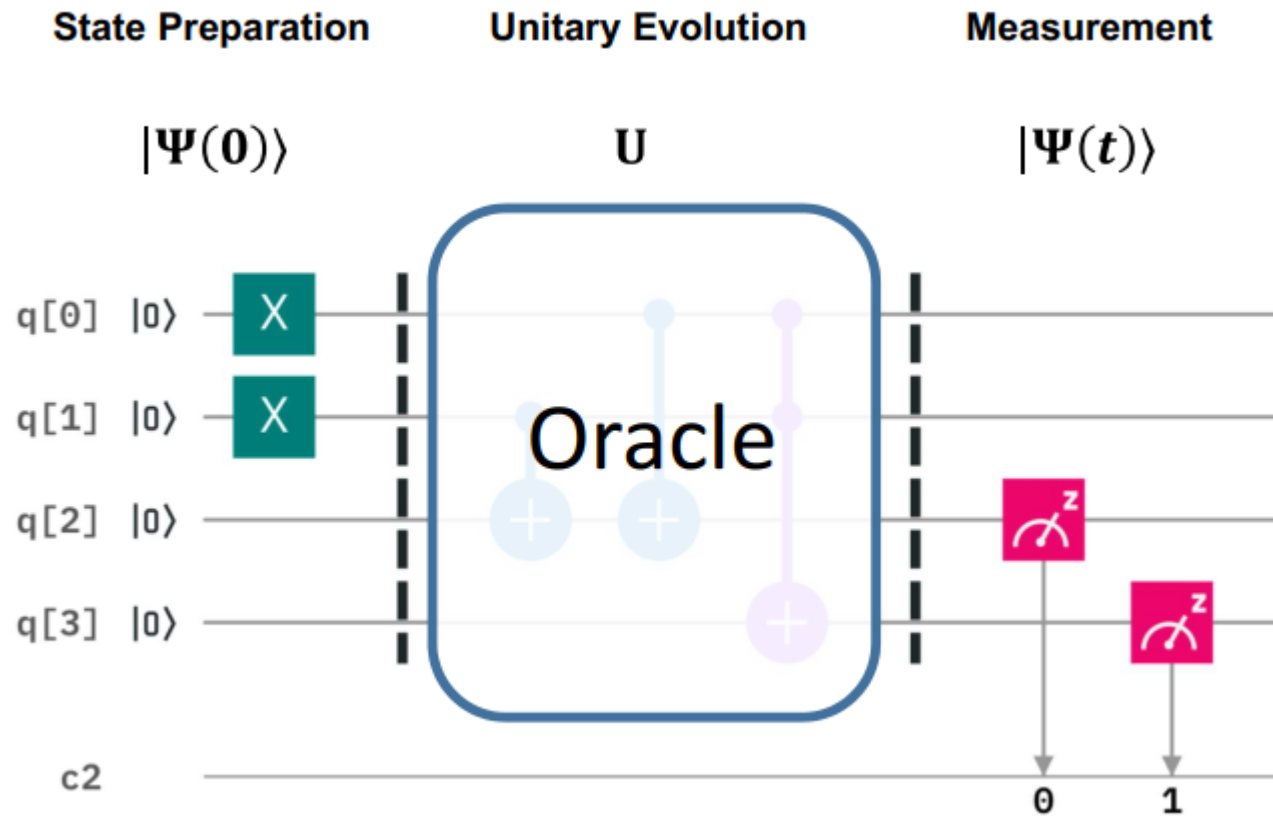 State Preparation Unitary Evolution Measurement
|Ψ(0)⟩ U |Ψ(t)⟩
q[0] |0⟩ X
q[1] |0⟩ X
Oracle
q[2] |0⟩ z
q[3] |0⟩ z
c2
0 1